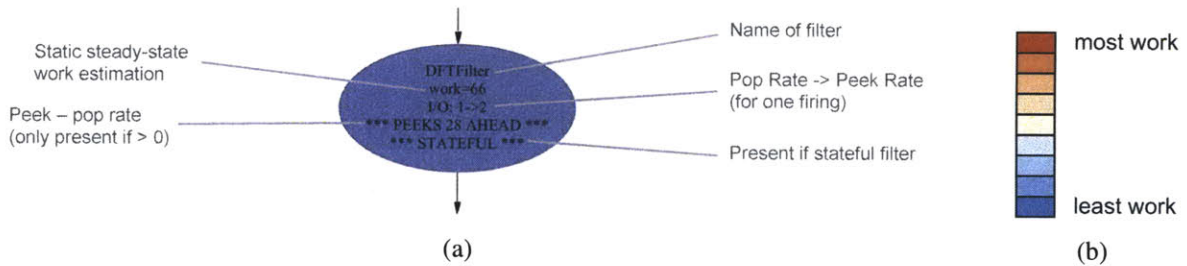 Static steady-state
work estimation
Peek – pop rate
(only present if > 0)
DFTFilter
work=66
I/O: 1->2
*** PEEKS 28 AHEAD ***
*** STATEFUL ***
Name of filter
Pop Rate -> Peek Rate
(for one firing)
Present if stateful filter
(a)
most work
least work
(b)